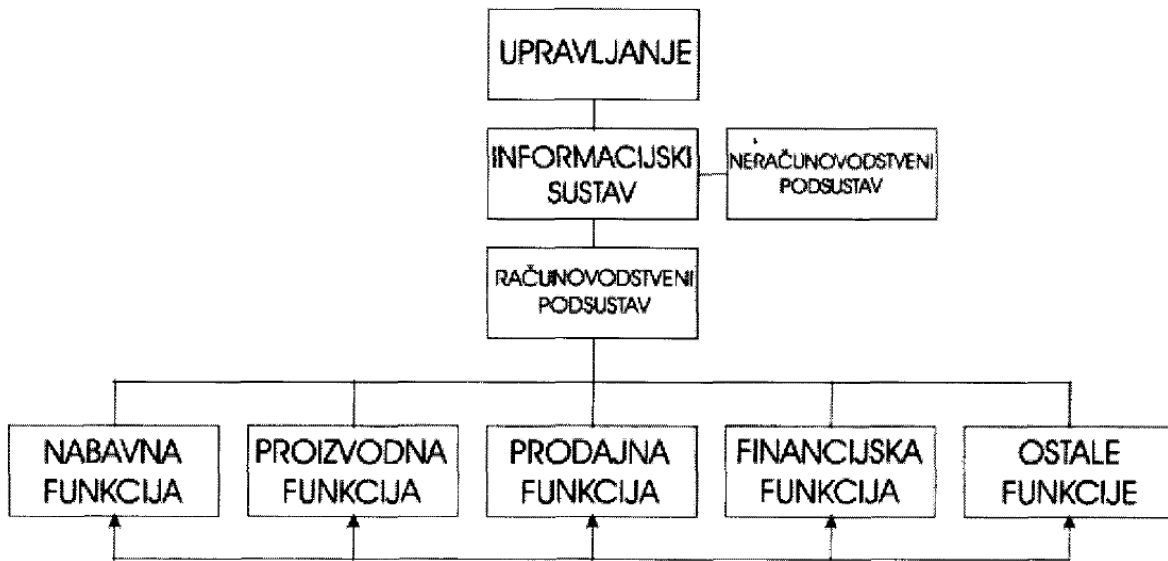 UPRAVLJANJE
INFORMACIJSKI
SUSTAV
NERAČUNOVODSTVENI
PODSUSTAV
RAČUNOVODSTVENI
PODSUSTAV
NABAVNA
FUNKCIJA
PROIZVODNA
FUNKCIJA
PRODAJNA
FUNKCIJA
FINANCIJSKA
FUNKCIJA
OSTALE
FUNKCIJE